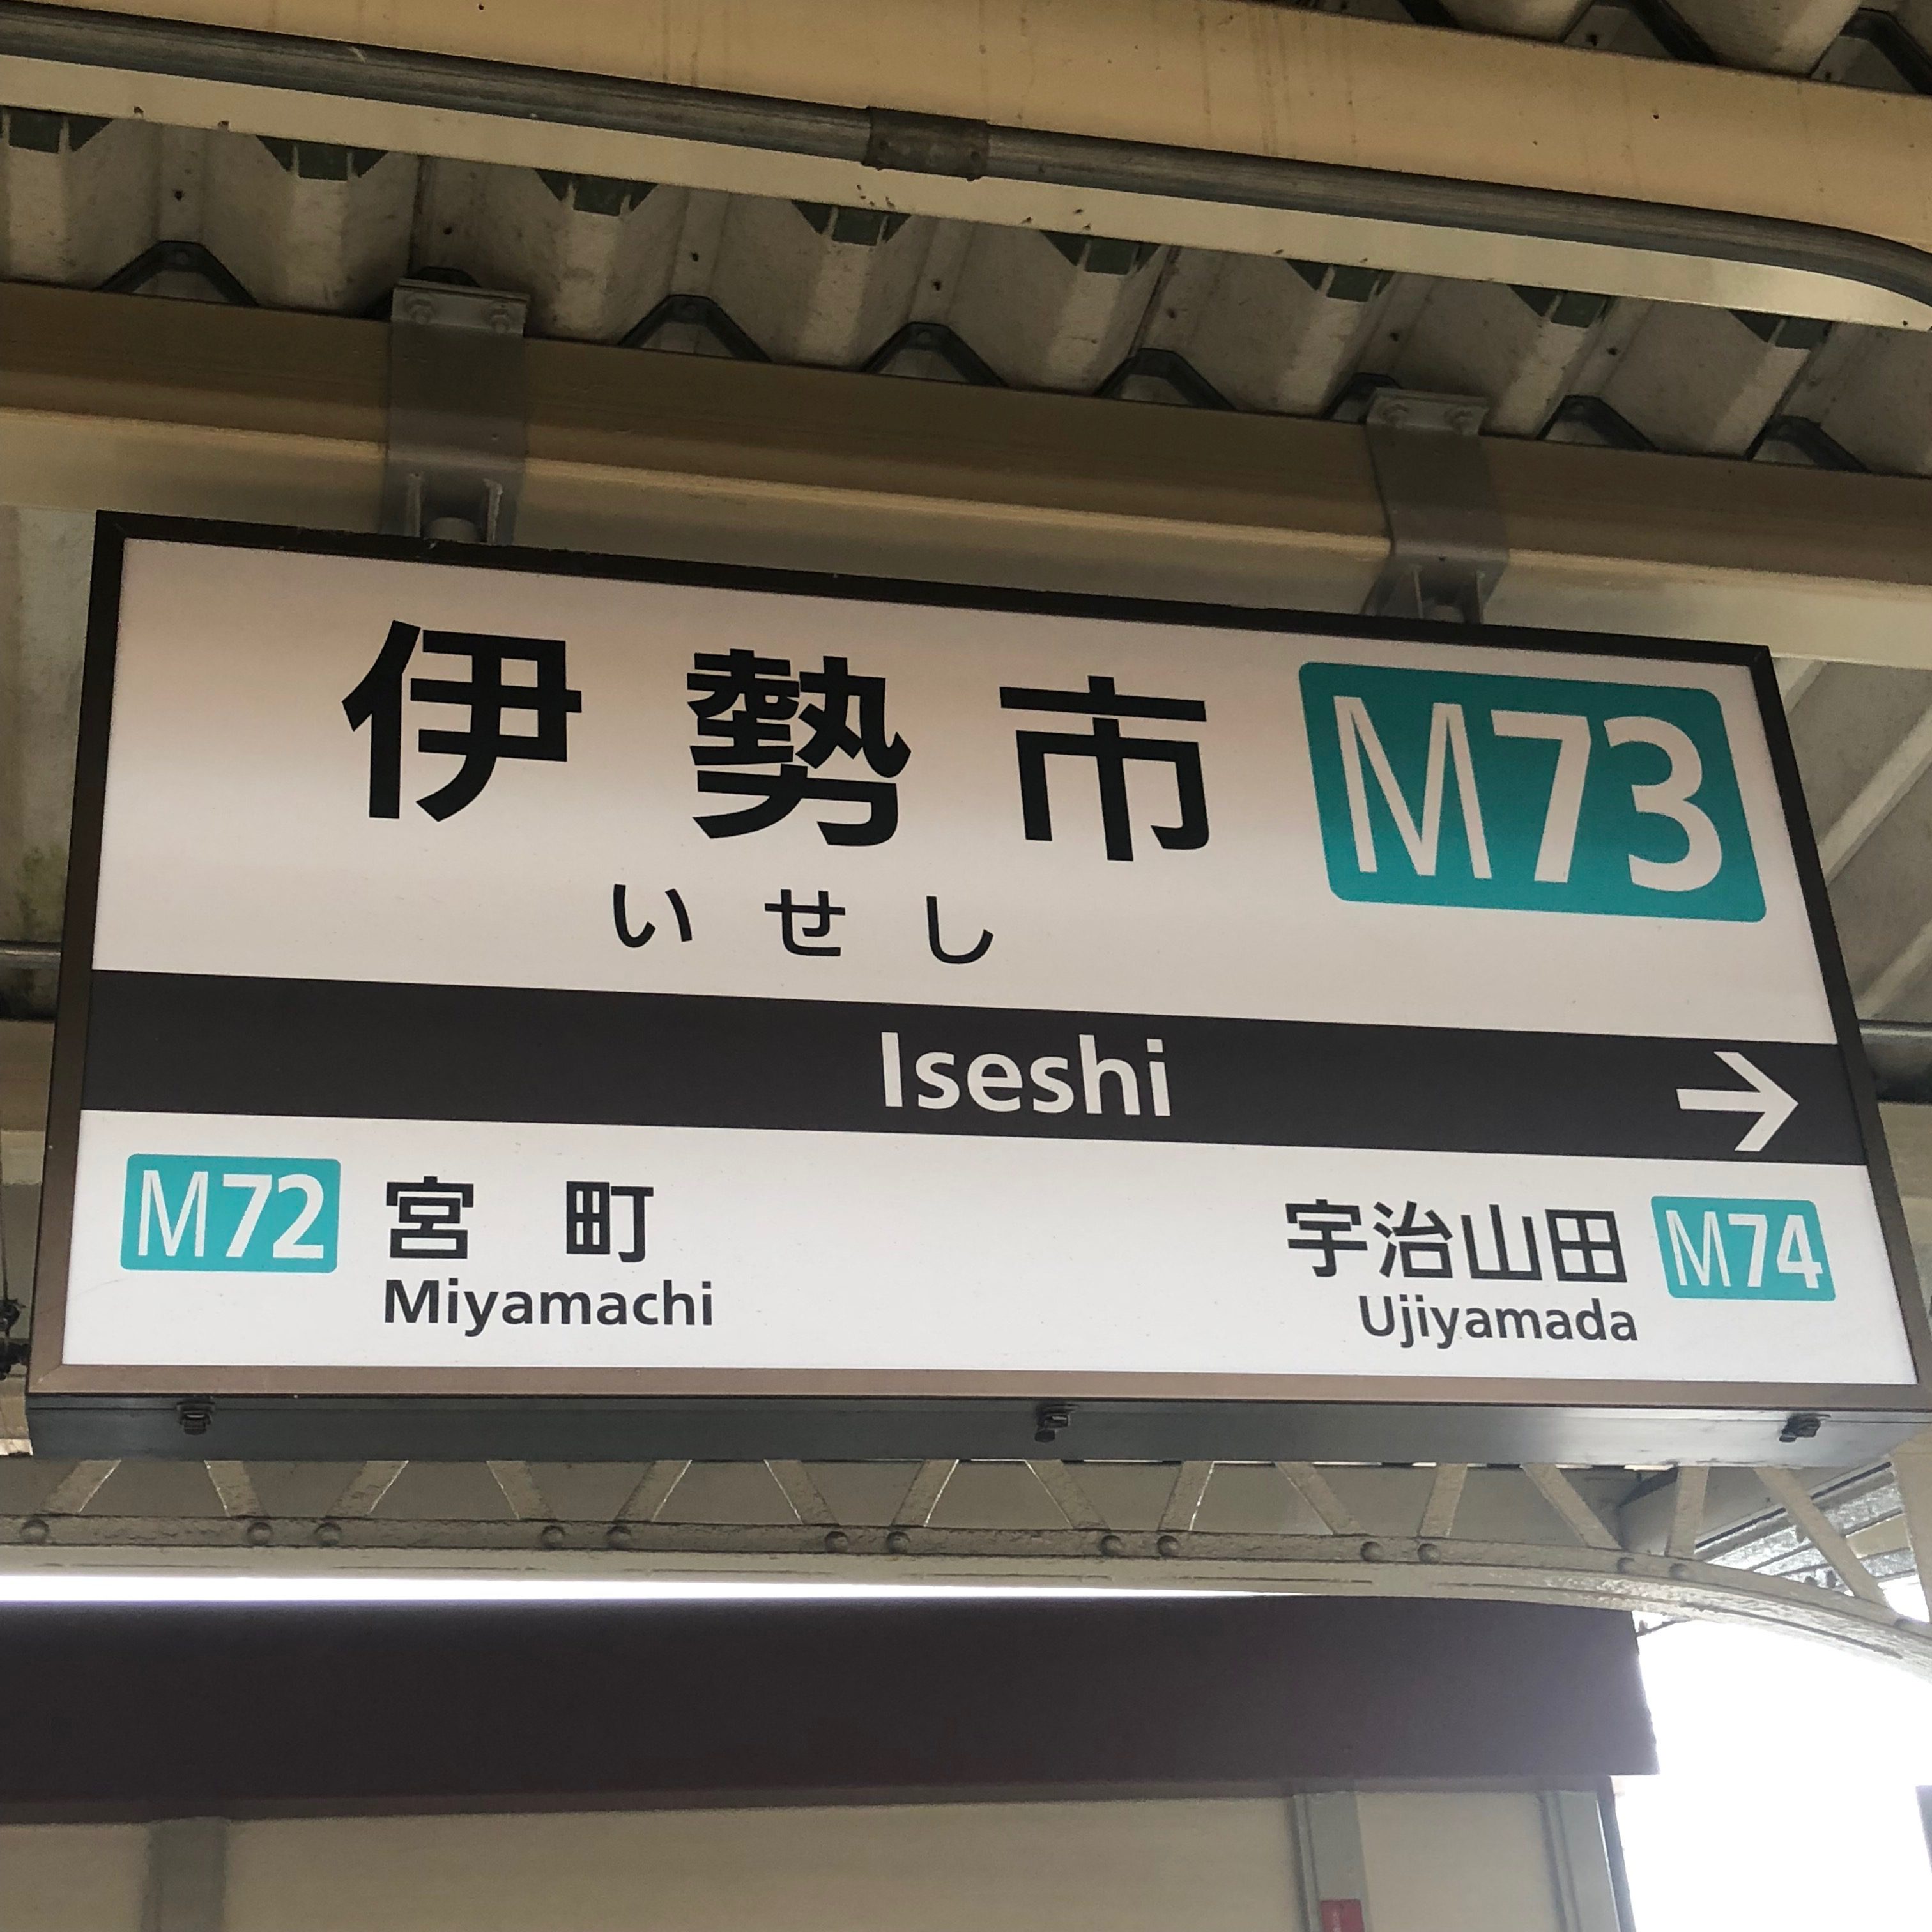 伊勢市 M73
いせし
Iseshi →
M72 宮町 宇治山田 M74
Miyamachi Ujiyamada